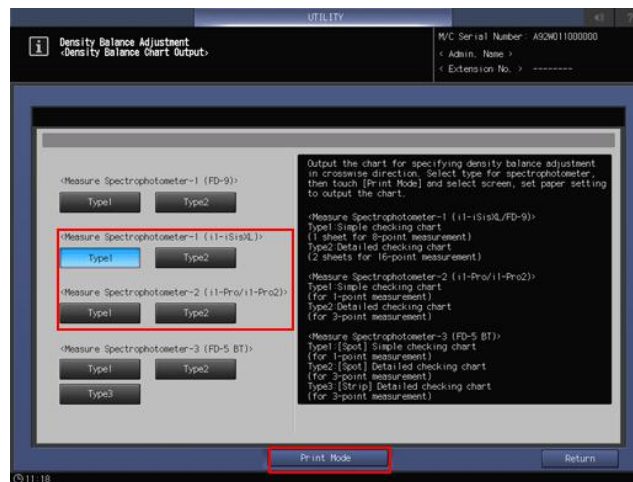 UTILITY
Density Balance Adjustment
<Density Balance Chart Output>
M/C Serial Number: A92W011000000
< Admin. Name >
< Extension No. > --------
<Measure Spectrophotometer-1 (FD-9)>
Type1 Type2
<Measure Spectrophotometer-1 (i1-iSisXL)>
Type1 Type2
<Measure Spectrophotometer-2 (i1-Pro/i1-Pro2)>
Type1 Type2
<Measure Spectrophotometer-3 (FD-5 BT)>
Type1 Type2
Type3
Output the chart for specifying density balance adjustment
in crosswise direction. Select type for spectrophotometer,
then touch [Print Mode] and select screen, set paper setting
to output the chart.
<Measure Spectrophotometer-1 (i1-iSisXL/FD-9)>
Type1:Simple checking chart
(1 sheet for 8-point measurement)
Type2:Detailed checking chart
(2 sheets for 16-point measurement)
<Measure Spectrophotometer-2 (i1-Pro/i1-Pro2)>
Type1:Simple checking chart
(for 1-point measurement)
Type2:Detailed checking chart
(for 3-point measurement)
<Measure Spectrophotometer-3 (FD-5 BT)>
Type1:[Spot] Simple checking chart
(for 1-point measurement)
Type2:[Spot] Detailed checking chart
(for 3-point measurement)
Type3:[Strip] Detailed checking chart
(for 3-point measurement)
Print Mode
Return
11:18